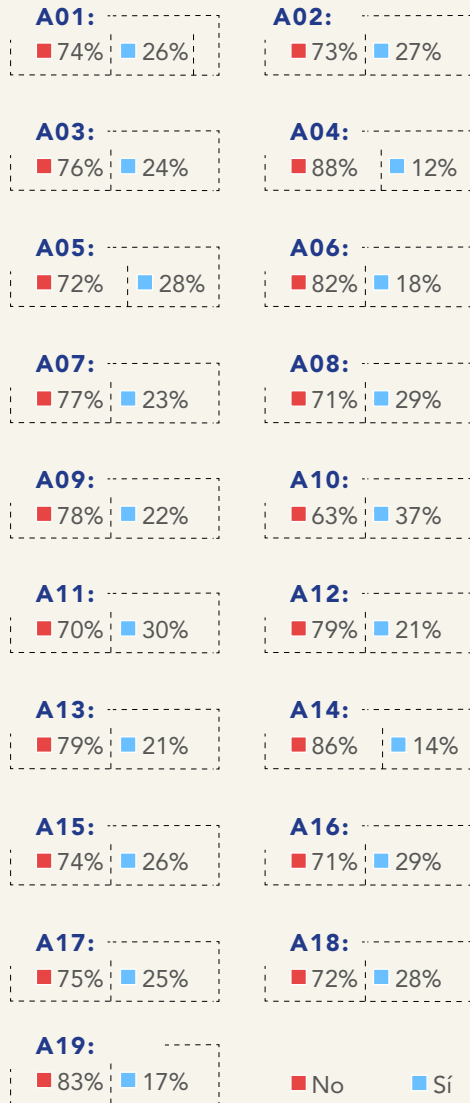 A01:
74% 26%
A02:
73% 27%
A03:
76% 24%
A04:
88% 12%
A05:
72% 28%
A06:
82% 18%
A07:
77% 23%
A08:
71% 29%
A09:
78% 22%
A10:
63% 37%
A11:
70% 30%
A12:
79% 21%
A13:
79% 21%
A14:
86% 14%
A15:
74% 26%
A16:
71% 29%
A17:
75% 25%
A18:
72% 28%
A19:
83% 17%
No Sí